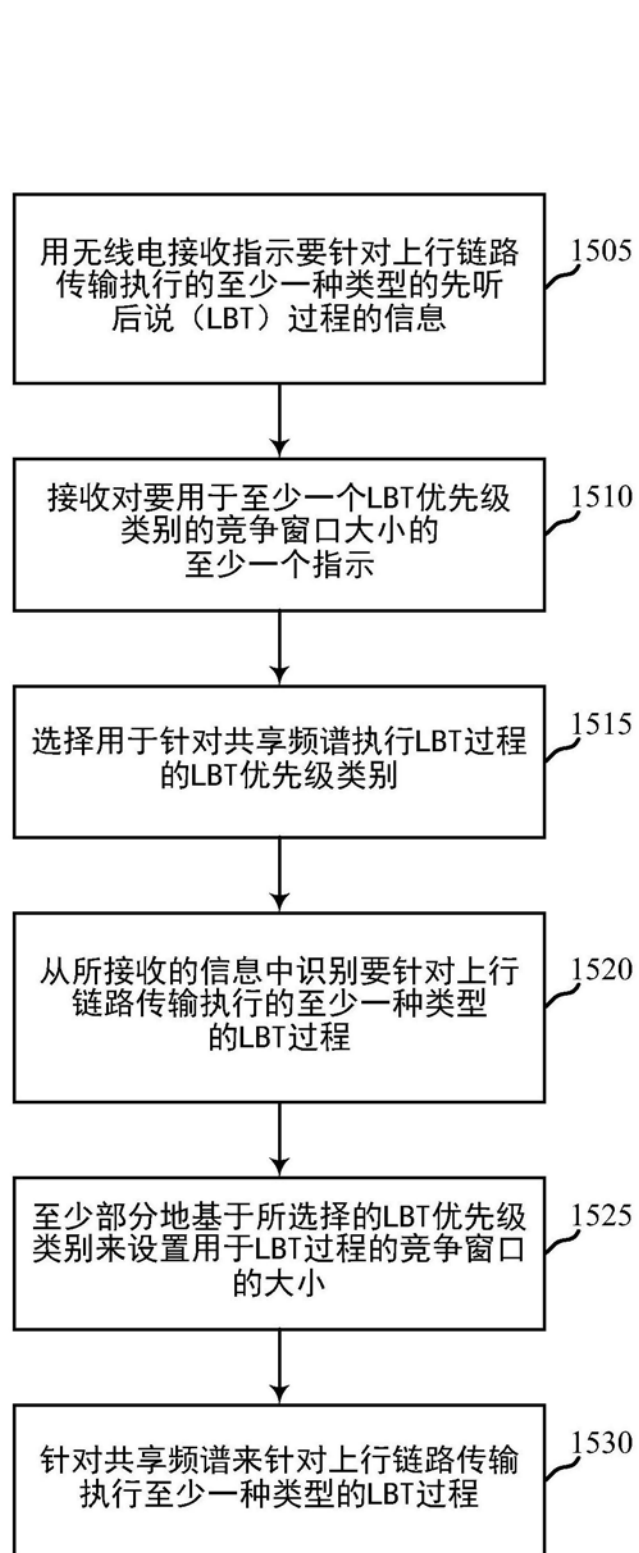 用无线电接收指示要针对上行链路
传输执行的至少一种类型的先听
后说（LBT）过程的信息
1505
接收对要用于至少一个LBT优先级
类别的竞争窗口大小的
至少一个指示
1510
选择用于针对共享频谱执行LBT过程
的LBT优先级类别
1515
从所接收的信息中识别要针对上行
链路传输执行的至少一种类型
的LBT过程
1520
至少部分地基于所选择的LBT优先级
类别来设置用于LBT过程的竞争窗口
的大小
1525
针对共享频谱来针对上行链路传输
执行至少一种类型的LBT过程
1530